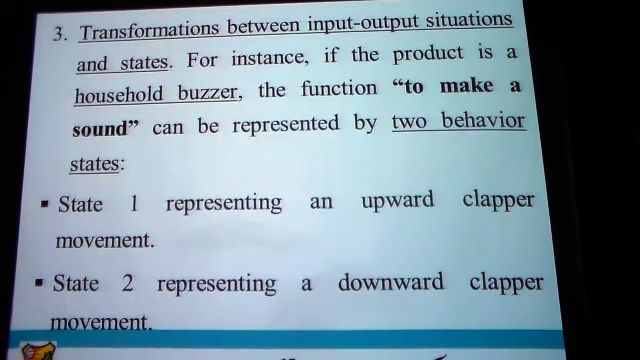 3. Transformations between input-output situations
and states. For instance, if the product is a
household buzzer, the function “to make a
sound” can be represented by two behavior
states:
▪ State 1 representing an upward clapper
movement.
▪ State 2 representing a downward clapper
movement.